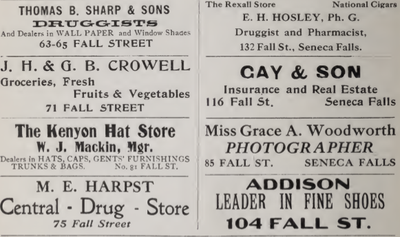 THOMAS B. SHARP & SONS
DRUGGISTS
And Dealers in WALL PAPER and Window Shades
63-65 FALL STREET
J. H. & G. B. CROWELL
Groceries, Fresh
Fruits & Vegetables
71 FALL STREET
The Kenyon Hat Store
W. J. Mackin, Mgr.
Dealers in HATS, CAPS, GENTS' FURNISHINGS
TRUNKS & BAGS. No. 91 FALL ST.
M. E. HARPST
Central - Drug - Store
75 Fall Street
The Rexall Store National Cigars
E. H. HOSLEY, Ph. G.
Druggist and Pharmacist,
132 Fall St., Seneca Falls.
GAY & SON
Insurance and Real Estate
116 Fall St. Seneca Falls
Miss Grace A. Woodworth
PHOTOGRAPHER
85 FALL ST. SENECA FALLS
ADDISON
LEADER IN FINE SHOES
104 FALL ST.